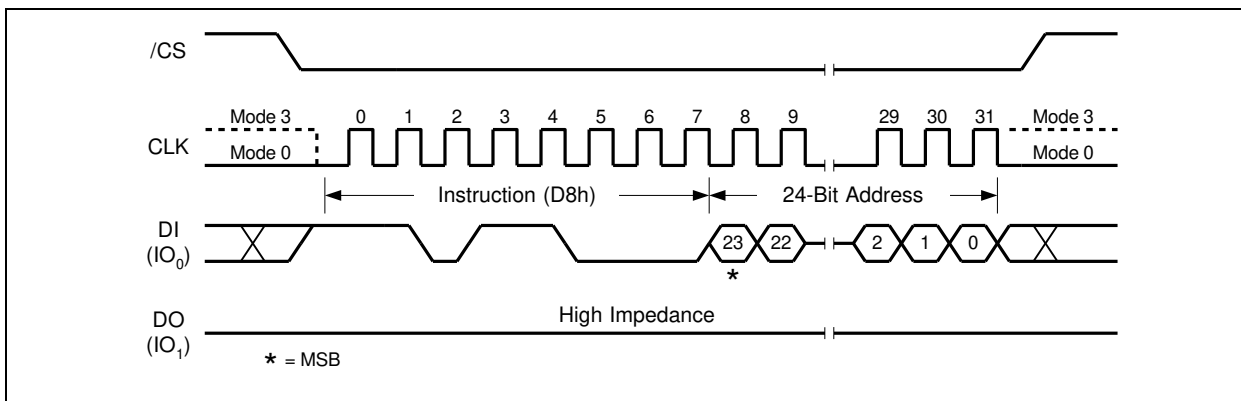 /CS
Mode 3 0 1 2 3 4 5 6 7 8 9 29 30 31 Mode 3
CLK
Mode 0 Mode 0
Instruction (D8h) 24-Bit Address
DI
(IO0)
23 22 2 1 0
*
DO
(IO1)
High Impedance
* = MSB